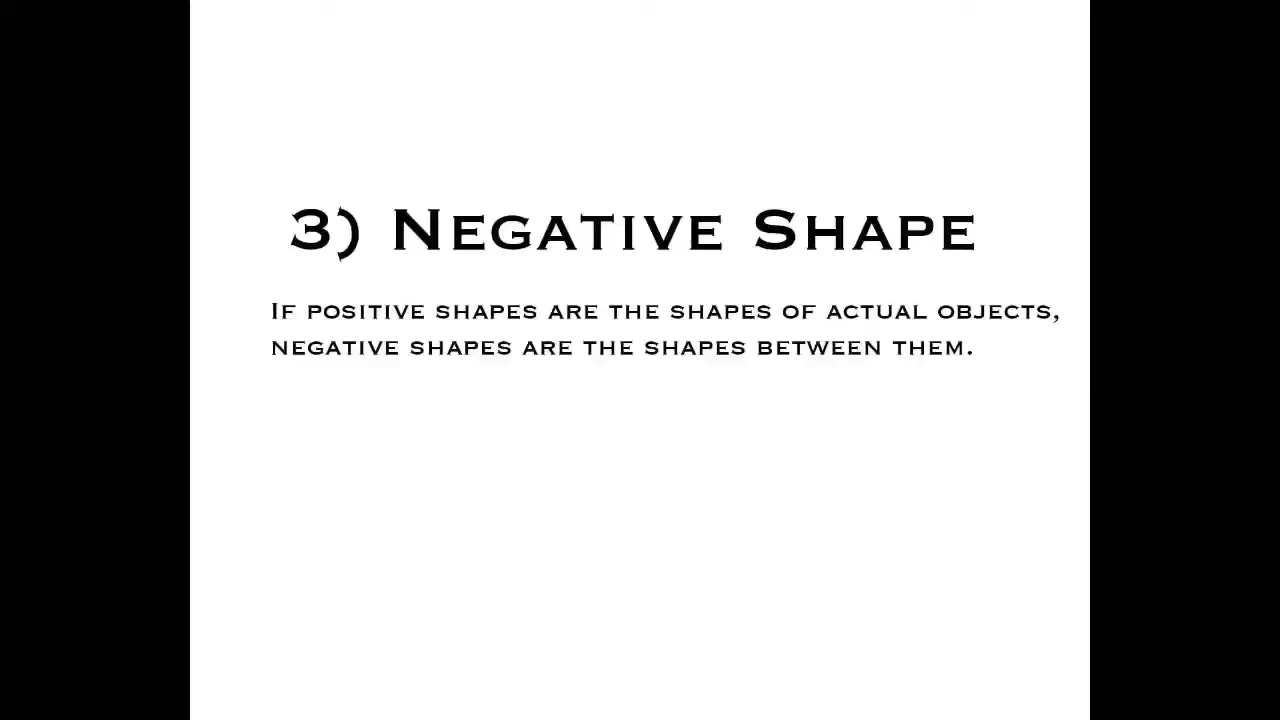 3) Negative Shape
If positive shapes are the shapes of actual objects,
negative shapes are the shapes between them.